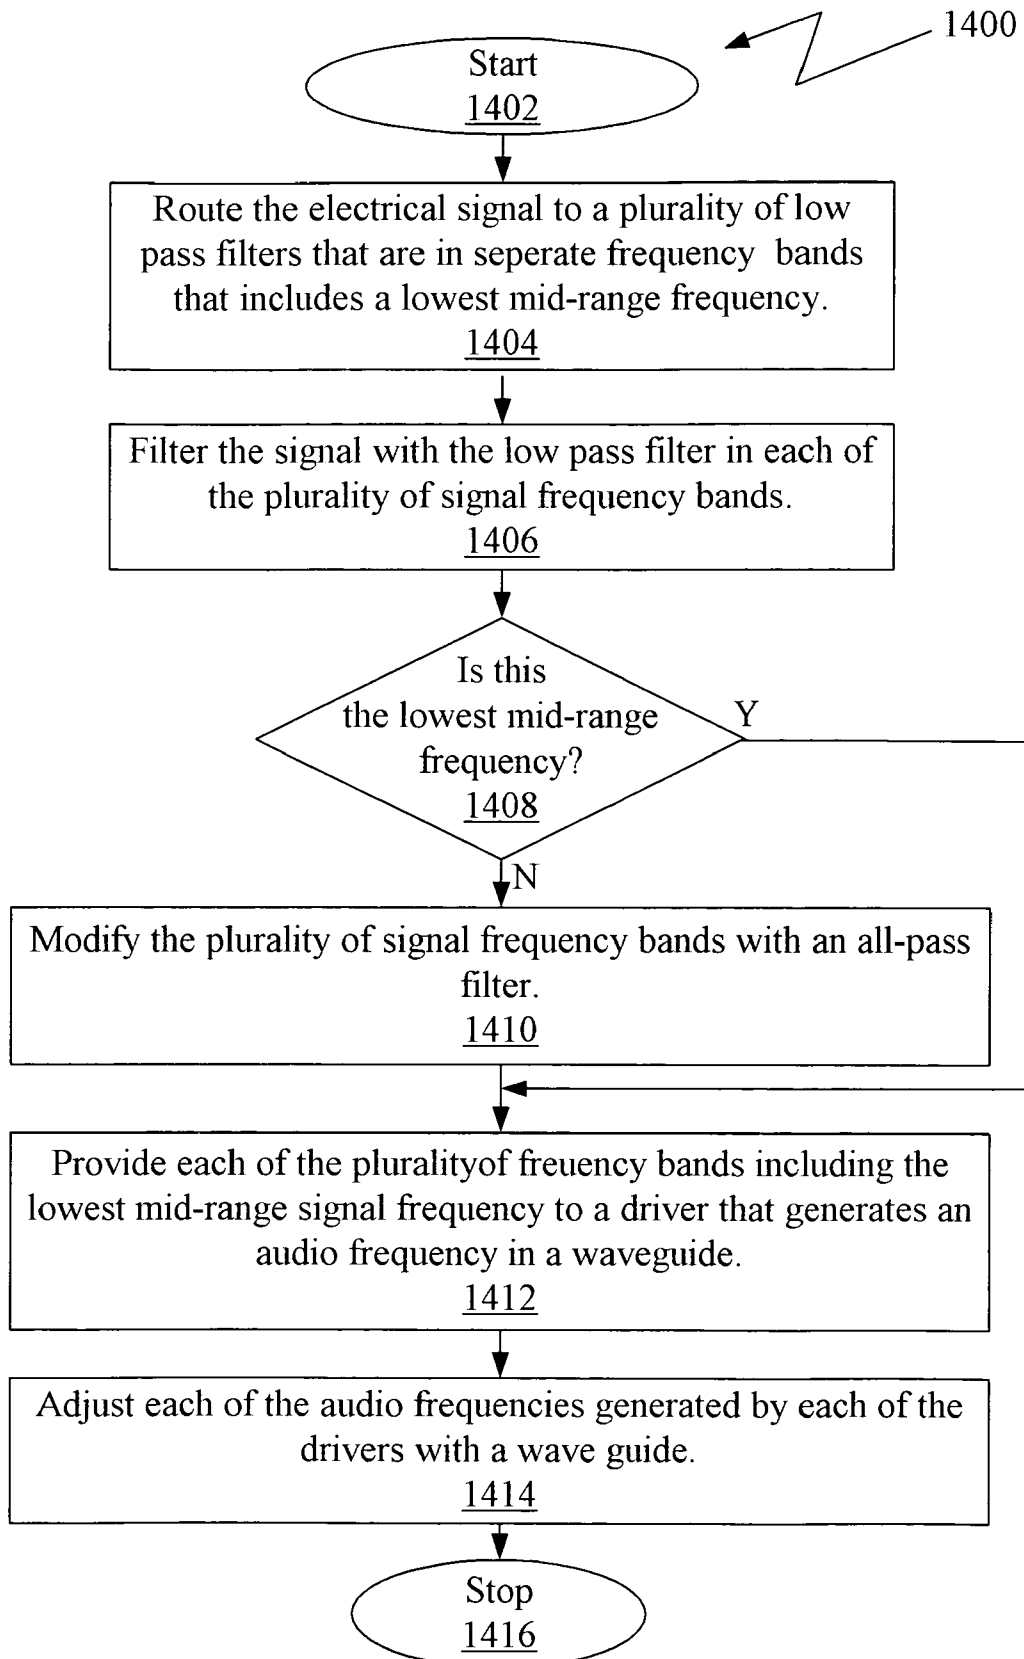 1400
Start
1402
Route the electrical signal to a plurality of low
pass filters that are in seperate frequency bands
that includes a lowest mid-range frequency.
1404
Filter the signal with the low pass filter in each of
the plurality of signal frequency bands.
1406
Is this
the lowest mid-range
frequency?
1408
Y
N
Modify the plurality of signal frequency bands with an all-pass
filter.
1410
Provide each of the pluralityof freuency bands including the
lowest mid-range signal frequency to a driver that generates an
audio frequency in a waveguide.
1412
Adjust each of the audio frequencies generated by each of the
drivers with a wave guide.
1414
Stop
1416